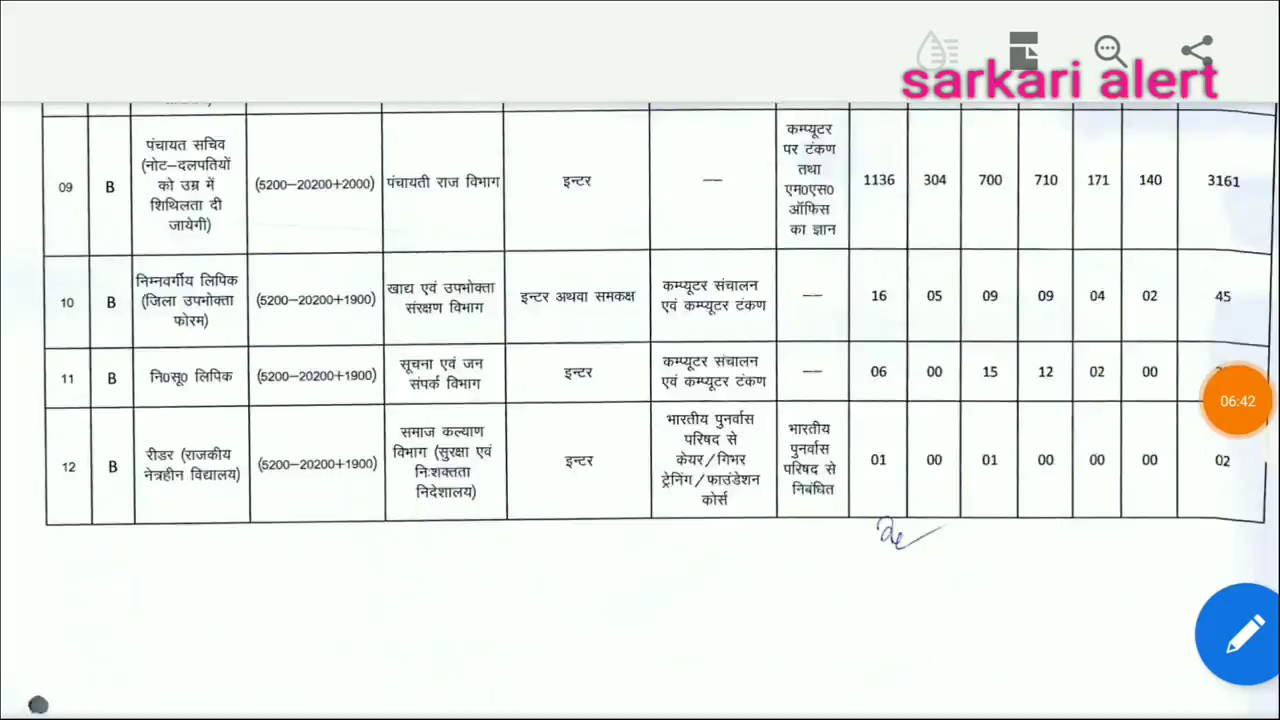 sarkari alert
09
B
पंचायत सचिव
(नोट–दलपतियों
को उम्र में
शिथिलता दी
जायेगी)
(5200–20200+2000)
पंचायती राज विभाग
इन्टर
—
कम्प्यूटर
पर टंकण
तथा
एम0एस0
ऑफिस
का ज्ञान
1136
304
700
710
171
140
3161
10
B
निम्नवर्गीय लिपिक
(जिला उपभोक्ता
फोरम)
(5200–20200+1900)
खाद्य एवं उपभोक्ता
संरक्षण विभाग
इन्टर अथवा समकक्ष
कम्प्यूटर संचालन
एवं कम्प्यूटर टंकण
—
16
05
09
09
04
02
45
11
B
नि0सू0 लिपिक
(5200–20200+1900)
सूचना एवं जन
संपर्क विभाग
इन्टर
कम्प्यूटर संचालन
एवं कम्प्यूटर टंकण
—
06
00
15
12
02
00
06:42
12
B
रीडर (राजकीय
नेत्रहीन विद्यालय)
(5200–20200+1900)
समाज कल्याण
विभाग (सुरक्षा एवं
निःशक्तता
निदेशालय)
इन्टर
भारतीय पुनर्वास
परिषद से
केयर/गिभर
ट्रेनिंग/फाउंडेशन
कोर्स
भारतीय
पुनर्वास
परिषद से
निबंधित
01
00
01
00
00
00
02